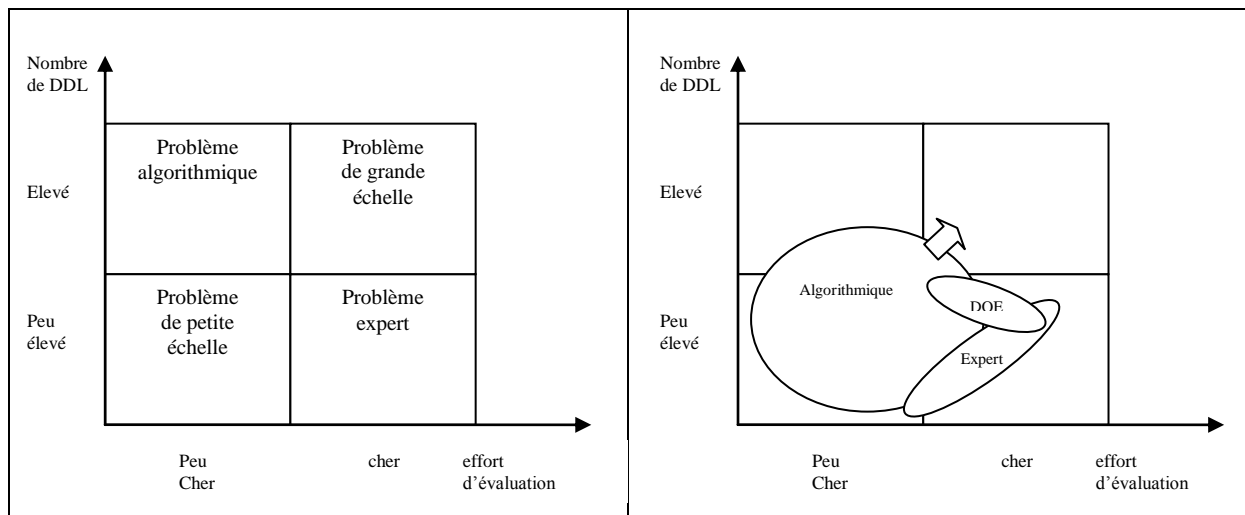 Nombre
de DDL
Elevé
Peu
élevé
Problème
algorithmique
Problème
de grande
échelle
Problème
de petite
échelle
Problème
expert
Peu
Cher
cher
effort
d’évaluation
Nombre
de DDL
Elevé
Peu
élevé
Algorithmique
DOE
Expert
Peu
Cher
cher
effort
d’évaluation